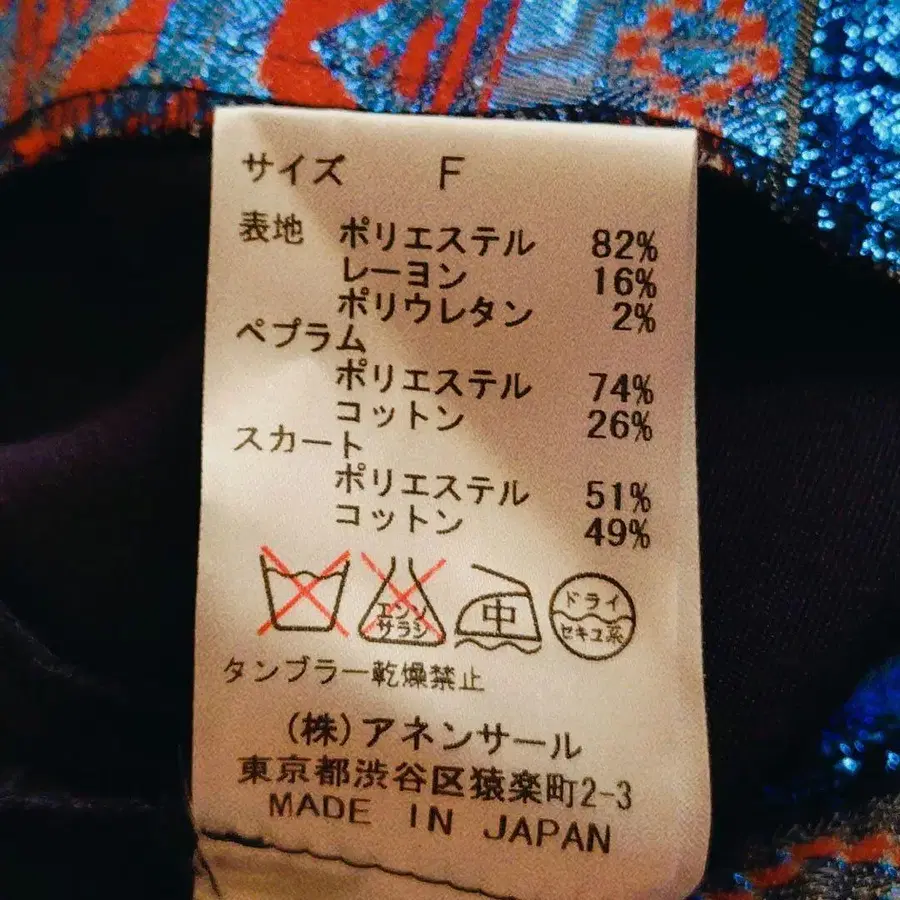 サイズ F
表地 ポリエステル 82%
レーヨン 16%
ポリウレタン 2%
ペプラム
ポリエステル 74%
コットン 26%
スカート
ポリエステル 51%
コットン 49%
エンソ
サラシ
中
ドライ
セキユ系
タンブラー乾燥禁止
(株)アネンサール
東京都渋谷区猿楽町2-3
MADE IN JAPAN